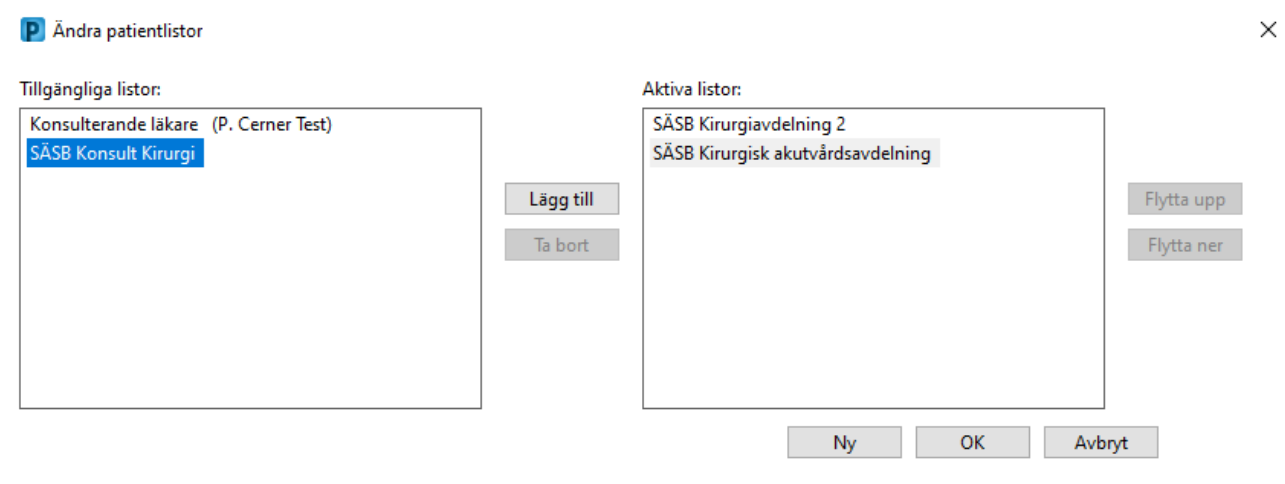 Ändra patientlistor
Tillgängliga listor:
Konsulterande läkare (P. Cerner Test)
SÄSB Konsult Kirurgi
Lägg till
Ta bort
Aktiva listor:
SÄSB Kirurgiavdelning 2
SÄSB Kirurgisk akutvårdsavdelning
Flytta upp
Flytta ner
Ny
OK
Avbryt